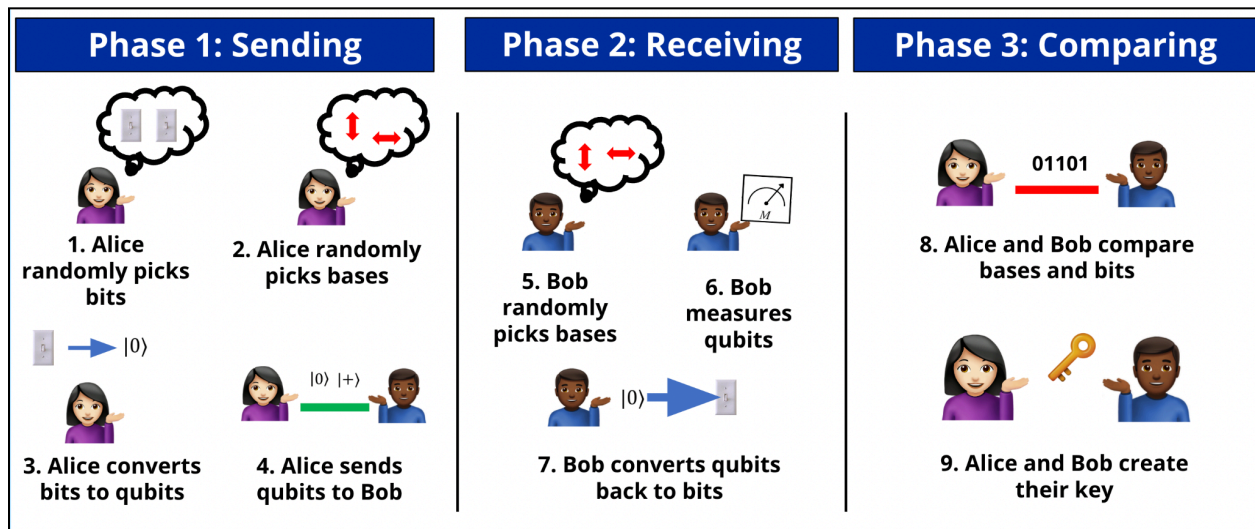 Phase 1: Sending
1. Alice
randomly picks
bits
2. Alice randomly
picks bases
|0⟩
3. Alice converts
bits to qubits
|0⟩ |+⟩
4. Alice sends
qubits to Bob
Phase 2: Receiving
5. Bob
randomly
picks bases
M
6. Bob
measures
qubits
|0⟩
7. Bob converts qubits
back to bits
Phase 3: Comparing
01101
8. Alice and Bob compare
bases and bits
9. Alice and Bob create
their key